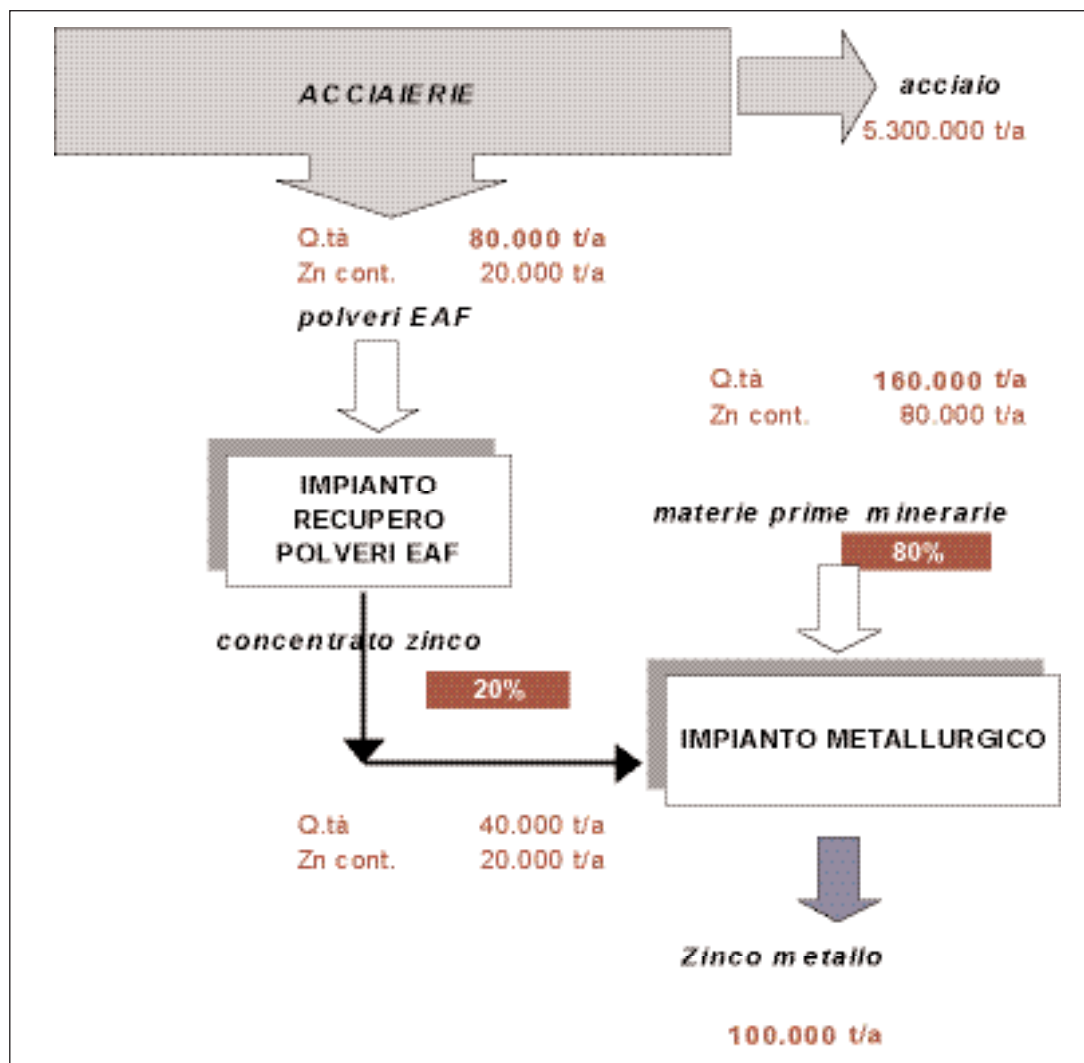 ACCIAIERIE
acciaio
5.300.000 t/a
Q.tà 80.000 t/a
Zn cont. 20.000 t/a
polveri EAF
Q.tà 160.000 t/a
Zn cont. 80.000 t/a
IMPIANTO
RECUPERO
POLVERI EAF
materie prime minerarie
80%
concentrato zinco
20%
IMPIANTO METALLURGICO
Q.tà 40.000 t/a
Zn cont. 20.000 t/a
Zinco metallo
100.000 t/a